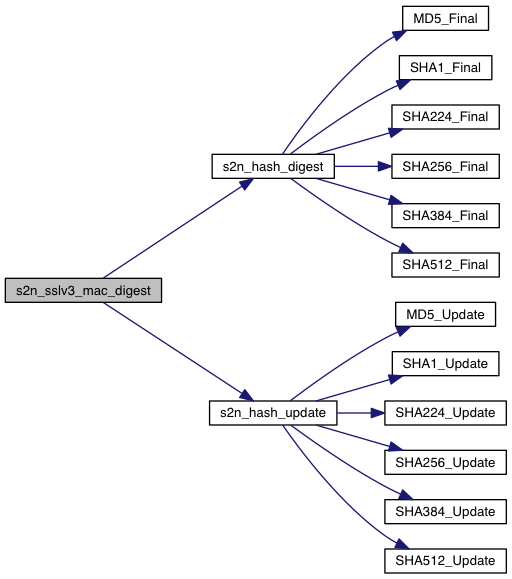 MD5_Final
SHA1_Final
SHA224_Final
s2n_hash_digest
SHA256_Final
SHA384_Final
SHA512_Final
s2n_sslv3_mac_digest
MD5_Update
SHA1_Update
s2n_hash_update
SHA224_Update
SHA256_Update
SHA384_Update
SHA512_Update